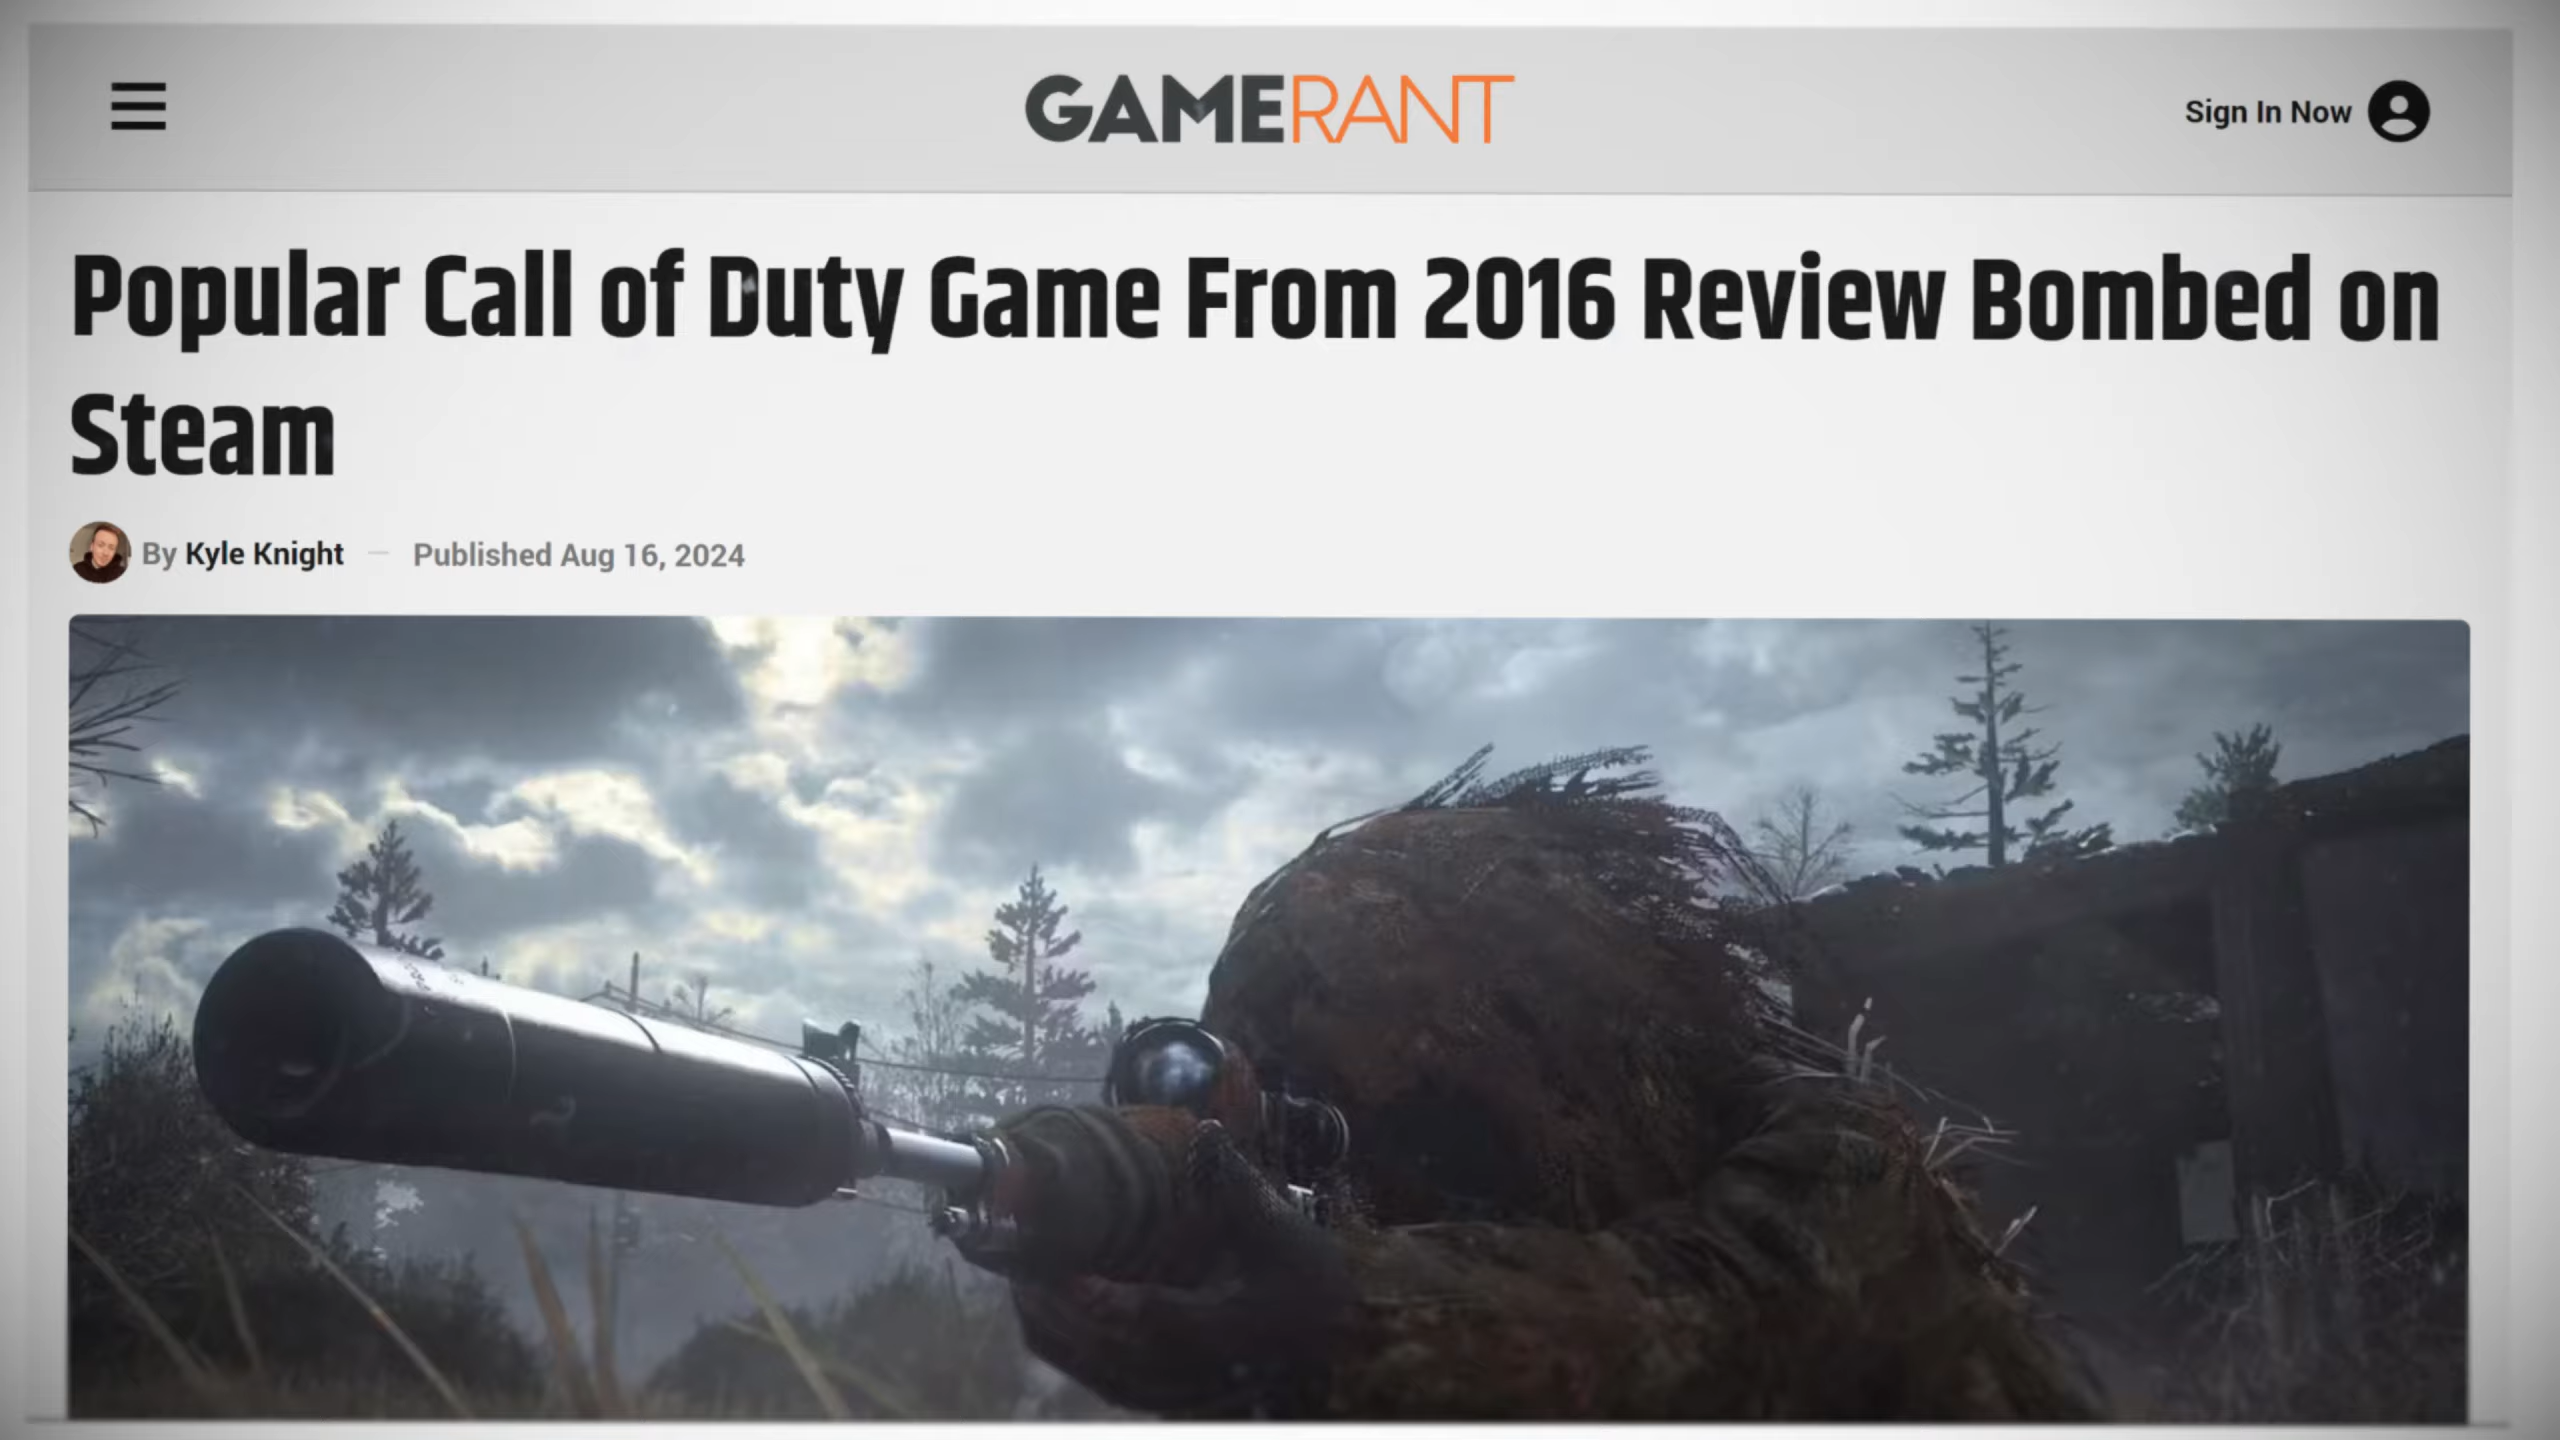 GAMERANT
Sign In Now
Popular Call of Duty Game From 2016 Review Bombed on
Steam
By Kyle Knight — Published Aug 16, 2024